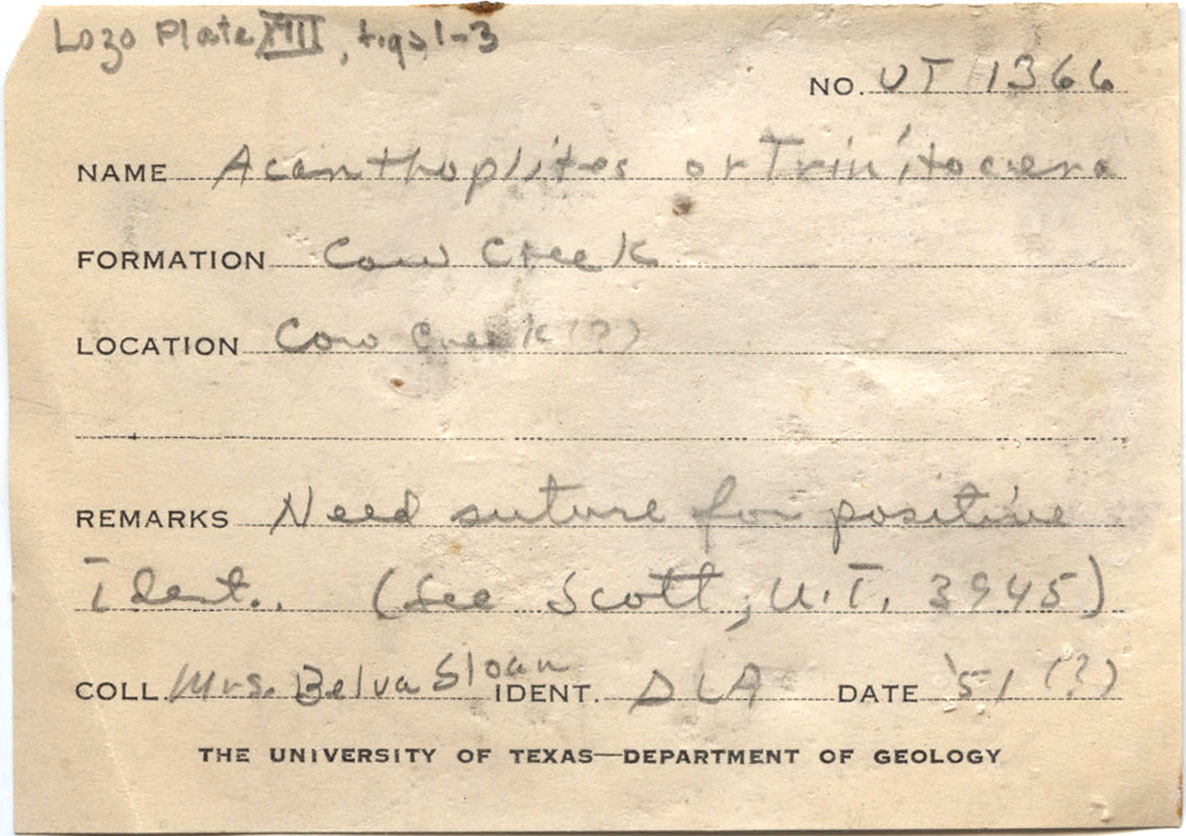 Lozo Plate XIII, figs 1-3
NO. UT 1366
NAME Acanthoplites or Trinitocera
FORMATION Cow Creek
LOCATION Cow Creek (?)
REMARKS Need suture for positive
Ident.. (See Scott, U.T. 3945)
COLL. Mrs. Belva Sloan IDENT. DLA DATE '51 (?)
THE UNIVERSITY OF TEXAS—DEPARTMENT OF GEOLOGY